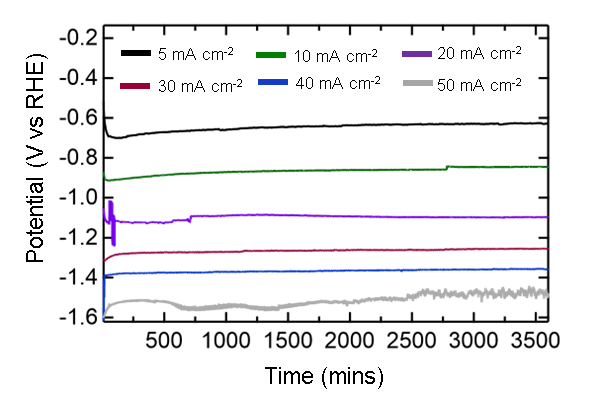 -0.2
-0.4
-0.6
-0.8
-1.0
-1.2
-1.4
-1.6
Potential (V vs RHE)
5 mA cm⁻² 10 mA cm⁻² 20 mA cm⁻²
30 mA cm⁻² 40 mA cm⁻² 50 mA cm⁻²
500 1000 1500 2000 2500 3000 3500
Time (mins)